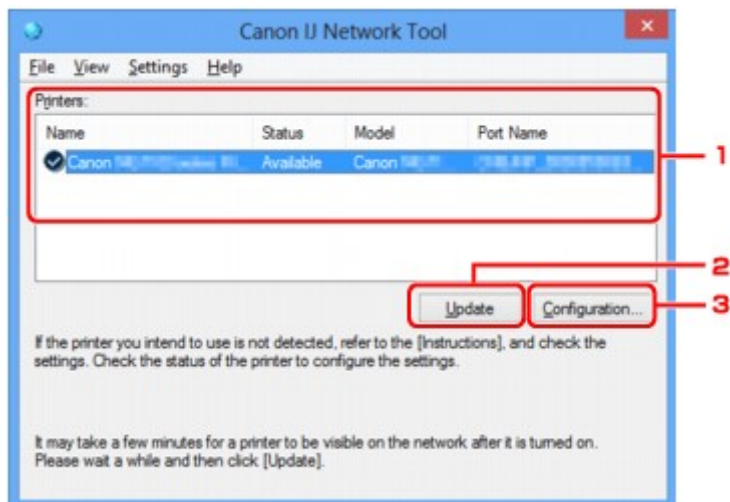 Canon IJ Network Tool
File View Settings Help
Printers:
Name Status Model Port Name
Canon Available Canon
1
2
Update Configuration...
3
If the printer you intend to use is not detected, refer to the [Instructions], and check the
settings. Check the status of the printer to configure the settings.
It may take a few minutes for a printer to be visible on the network after it is turned on.
Please wait a while and then click [Update].